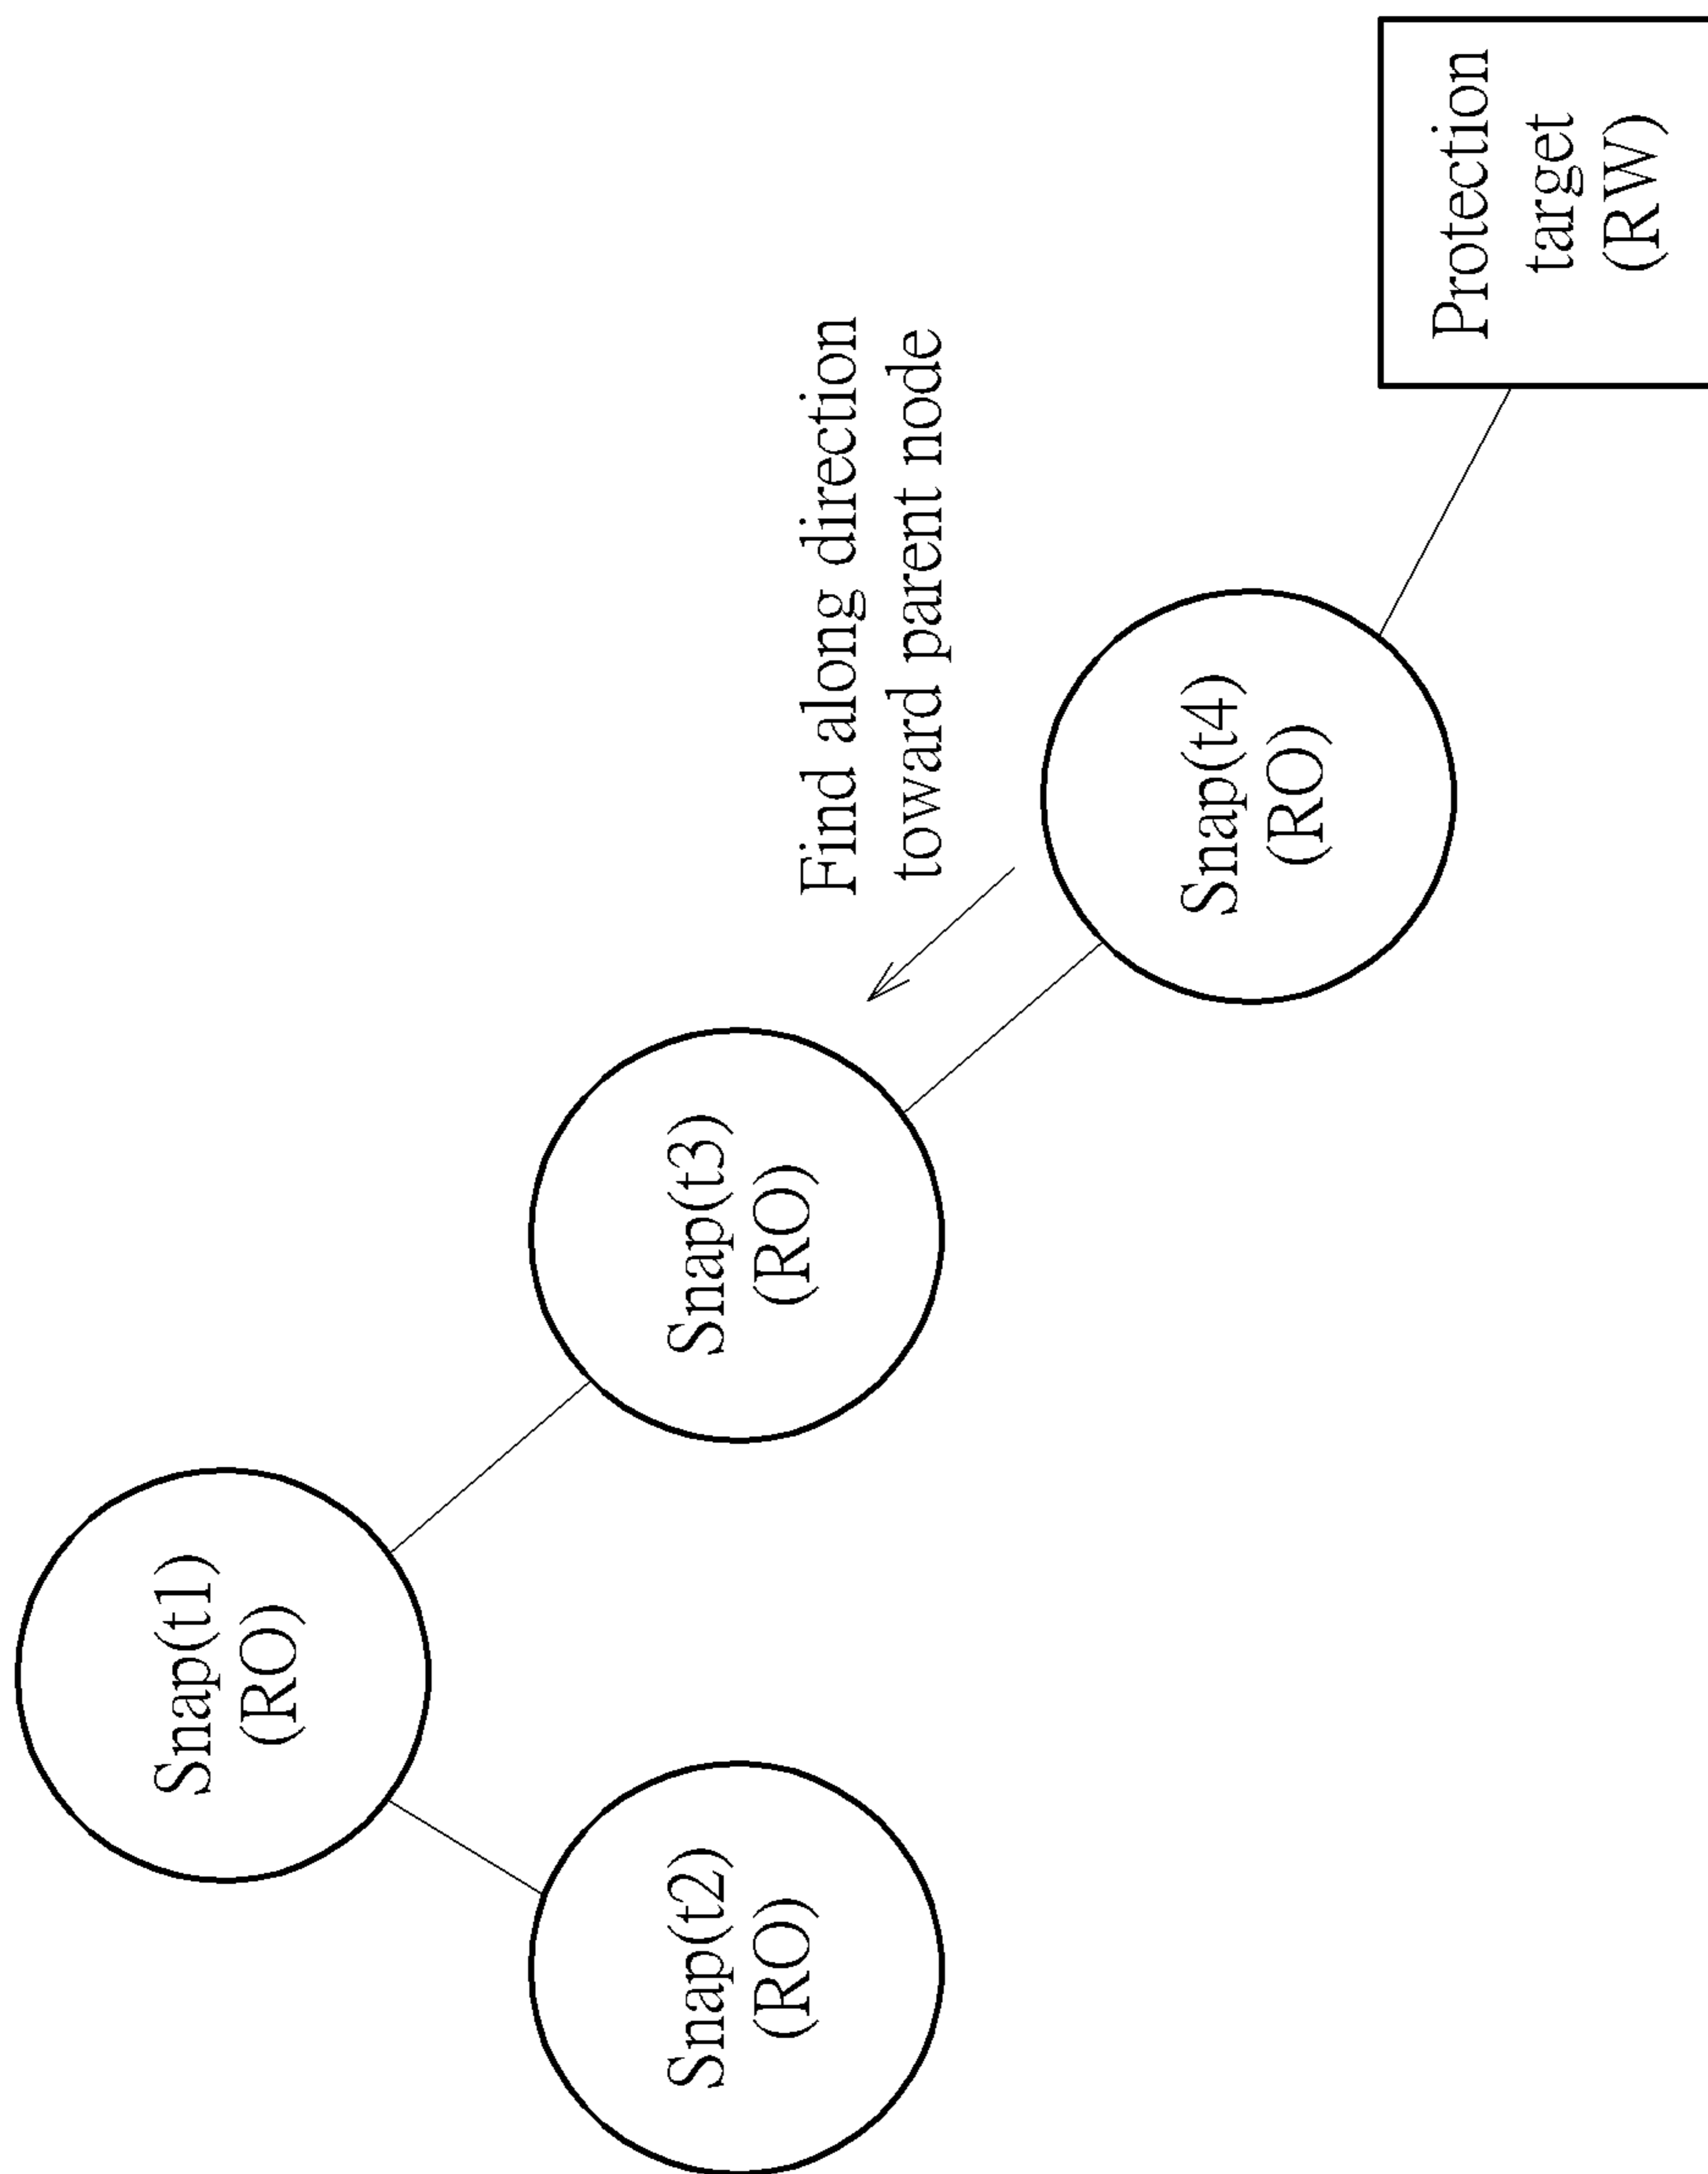 Snap(t1)
(RO)
Snap(t2)
(RO)
Snap(t3)
(RO)
Find along direction
toward parent node
Snap(t4)
(RO)
Protection
target
(RW)